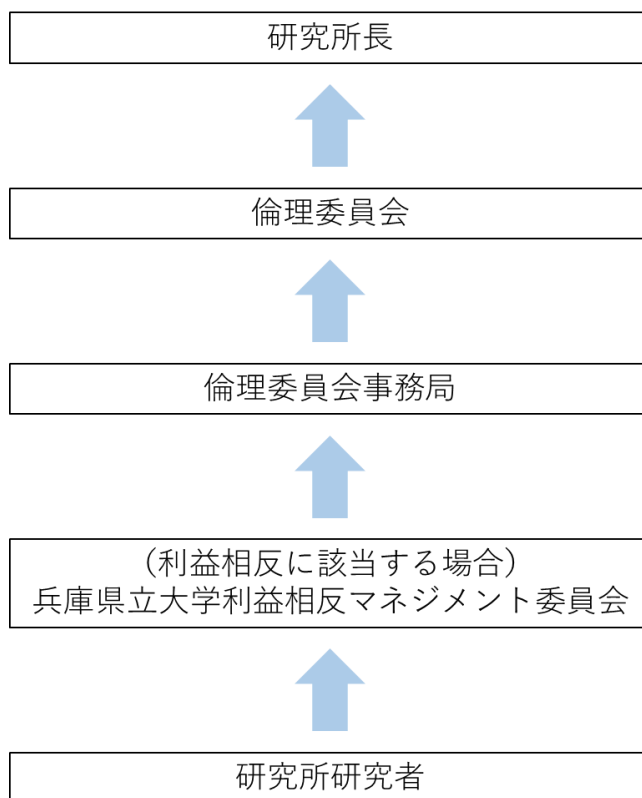 研究所長
倫理委員会
倫理委員会事務局
（利益相反に該当する場合）
兵庫県立大学利益相反マネジメント委員会
研究所研究者